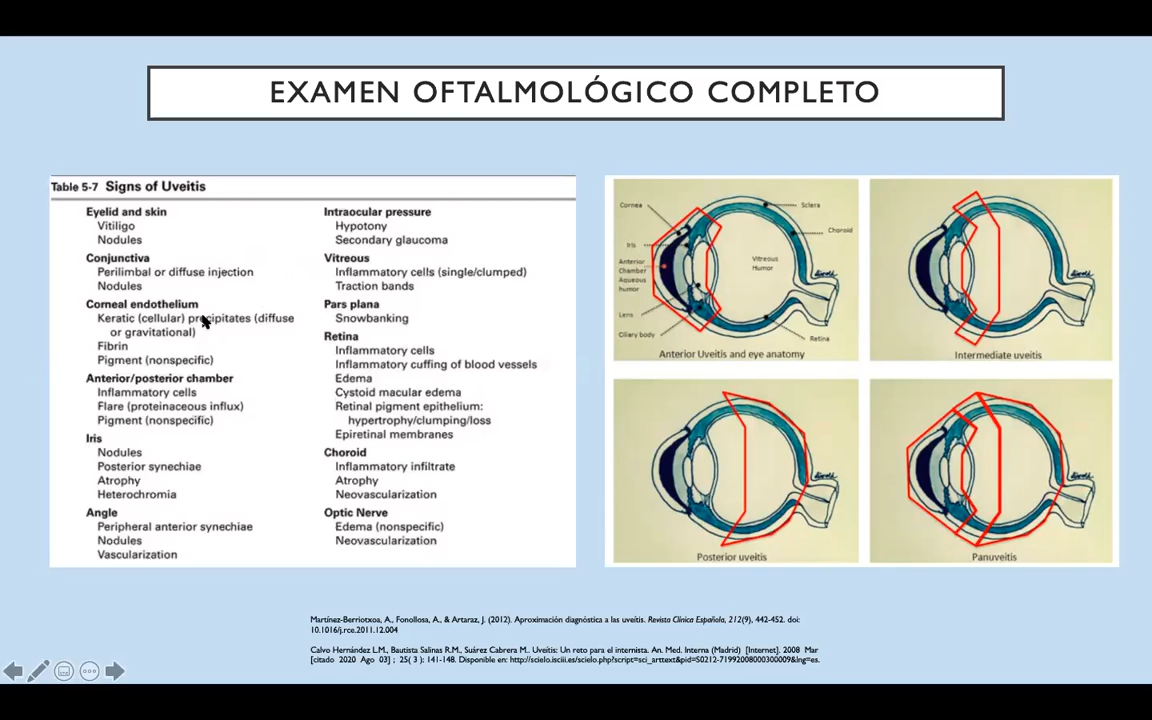 EXAMEN OFTALMOLÓGICO COMPLETO
Table 5-7 Signs of Uveitis
Eyelid and skin
Vitiligo
Nodules
Conjunctiva
Perilimbal or diffuse injection
Nodules
Corneal endothelium
Keratic (cellular) precipitates (diffuse
or gravitational)
Fibrin
Pigment (nonspecific)
Anterior/posterior chamber
Inflammatory cells
Flare (proteinaceous influx)
Pigment (nonspecific)
Iris
Nodules
Posterior synechiae
Atrophy
Heterochromia
Angle
Peripheral anterior synechiae
Nodules
Vascularization
Intraocular pressure
Hypotony
Secondary glaucoma
Vitreous
Inflammatory cells (single/clumped)
Traction bands
Pars plana
Snowbanking
Retina
Inflammatory cells
Inflammatory cuffing of blood vessels
Edema
Cystoid macular edema
Retinal pigment epithelium:
hypertrophy/clumping/loss
Epiretinal membranes
Choroid
Inflammatory infiltrate
Atrophy
Neovascularization
Optic Nerve
Edema (nonspecific)
Neovascularization
Cornea
Iris
Anterior
Chamber
Aqueous
humor
Lens
Ciliary body
Sclera
Choroid
Vitreous
Humor
Retina
Anterior Uveitis and eye anatomy
Intermediate uveitis
Posterior uveitis
Panuveitis
Martínez-Berriotxoa, A., Fonollosa, A., & Artaraz, J. (2012). Aproximación diagnóstica a las uveítis. Revista Clínica Española, 212(9), 442-452. doi:
10.1016/j.rce.2011.12.004
Calvo Hernández L.M., Bautista Salinas R.M., Suárez Cabrera M.. Uveítis: Un reto para el internista. An. Med. Interna (Madrid) [Internet]. 2008 Mar
[citado 2020 Ago 03] ; 25( 3 ): 141-148. Disponible en: http://scielo.isciii.es/scielo.php?script=sci_arttext&pid=S0212-71992008000300009&lng=es.